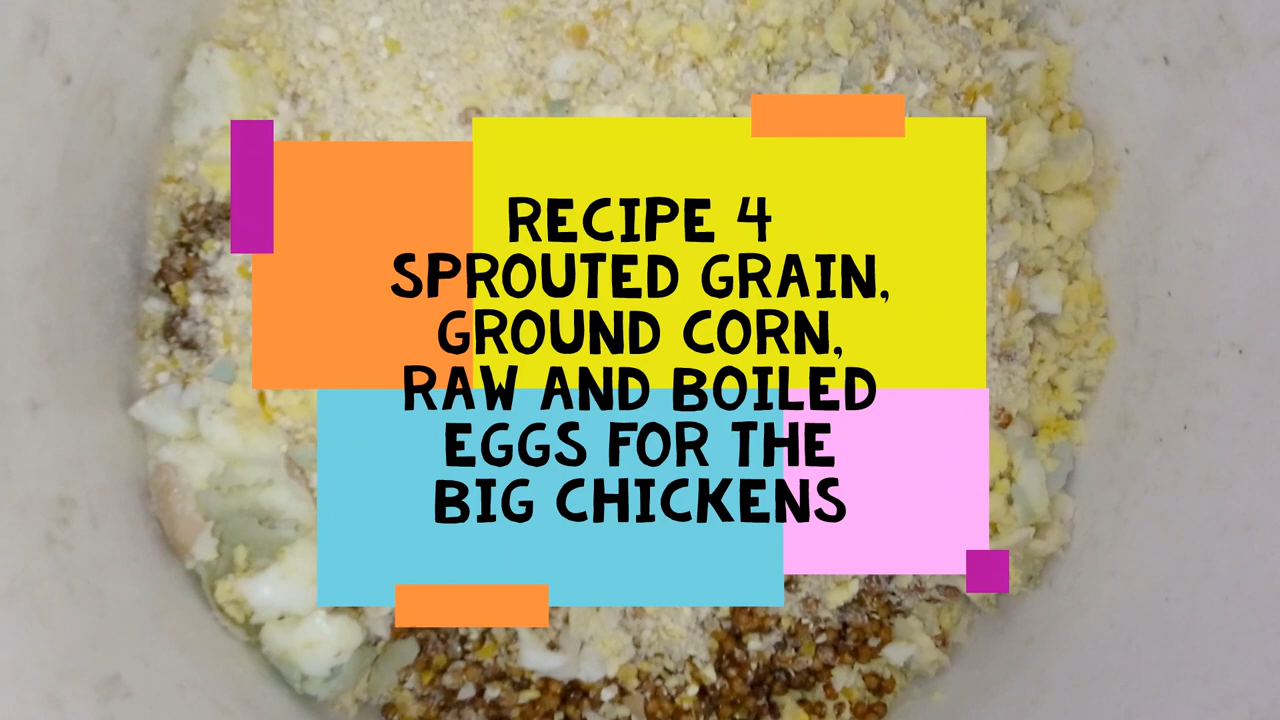 RECIPE 4
SPROUTED GRAIN,
GROUND CORN,
RAW AND BOILED
EGGS FOR THE
BIG CHICKENS